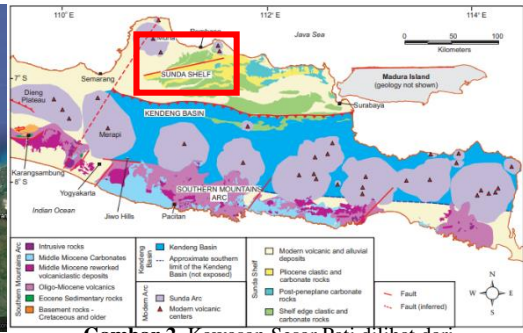 110° E
112° E
114° E
Java Sea
0
50
100
Kilometers
SUNDA SHELF
Madura Island
(geology not shown)
7° S
Semarang
Dieng
Plateau
KENDENG BASIN
Surabaya
Merapi
Karangsambung
8° S
Yogyakarta
SOUTHERN MOUNTAINS
ARC
Indian Ocean
Jiwo Hills
Pacitan
Southern Mountains Arc
Intrusive rocks
Middle Miocene Carbonates
Middle Miocene reworked
volcaniclastic deposits
Oligo-Miocene volcanics
Eocene Sedimentary rocks
Basement rocks -
Cretaceous and older
Kendeng
Basin
Kendeng Basin
Approximate southern
limit of the Kendeng
Basin (not exposed)
Modern Arc
Sunda Arc
Modern volcanic
centers
Sunda Shelf
Modern volcanic and alluvial
deposits
Pliocene clastic and
carbonate rocks
Post-peneplane carbonate
rocks
Shelf edge clastic and
carbonate rocks
Fault
Fault (inferred)
N
W
E
S
Gambar 2. Kawasan Sesar Pati dilihat dari